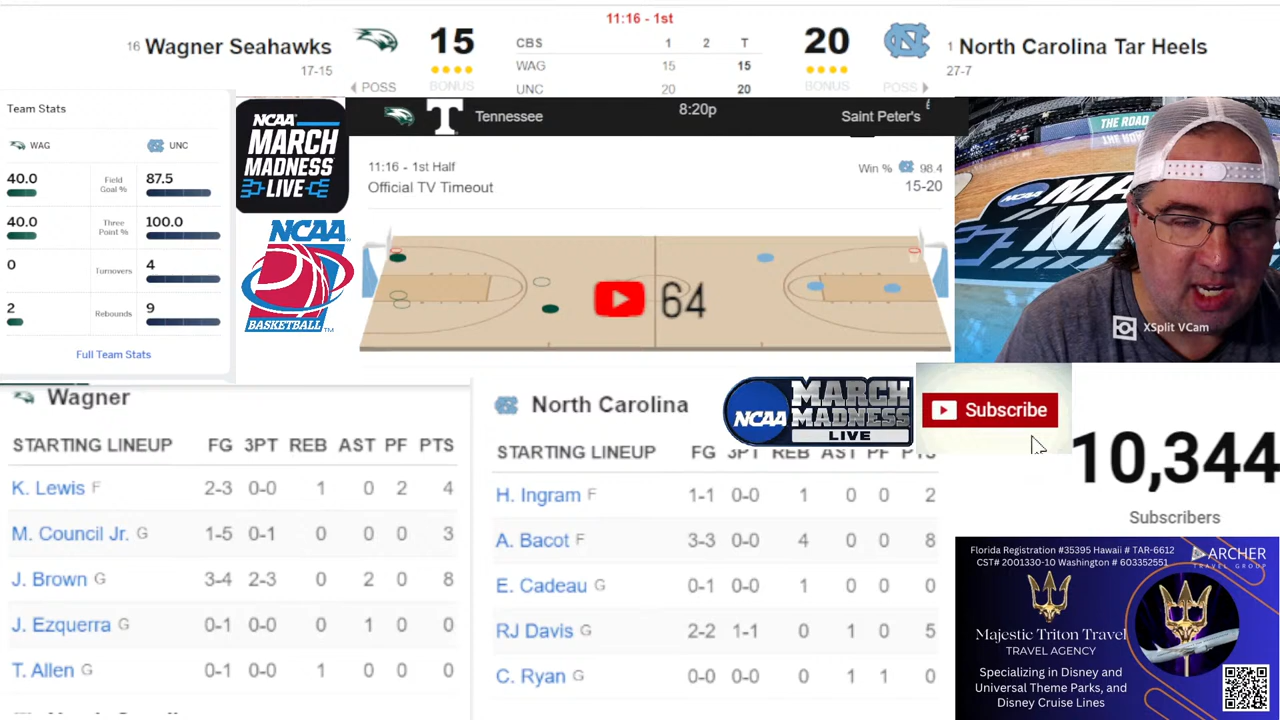 11:16 - 1st
16 Wagner Seahawks
17-15
15
POSS
BONUS
CBS 1 2 T
WAG 15 15
UNC 20 20
20
BONUS
POSS
1 North Carolina Tar Heels
27-7
Team Stats
WAG UNC
40.0 Field Goal % 87.5
40.0 Three Point % 100.0
0 Turnovers 4
2 Rebounds 9
Full Team Stats
NCAA
MARCH
MADNESS
LIVE
NCAA
BASKETBALL
TM
T Tennessee
8:20p
Saint Peter's
11:16 - 1st Half
Official TV Timeout
Win % 98.4
15-20
64
THE ROAD
NCAA
XSplit VCam
Wagner
STARTING LINEUP FG 3PT REB AST PF PTS
K. Lewis F 2-3 0-0 1 0 2 4
M. Council Jr. G 1-5 0-1 0 0 0 3
J. Brown G 3-4 2-3 0 2 0 8
J. Ezquerra G 0-1 0-0 0 1 0 0
T. Allen G 0-1 0-0 1 0 0 0
North Carolina
STARTING LINEUP FG 3PT REB AST PF PTS
H. Ingram F 1-1 0-0 1 0 0 2
A. Bacot F 3-3 0-0 4 0 0 8
E. Cadeau G 0-1 0-0 1 0 0 0
RJ Davis G 2-2 1-1 0 1 0 5
C. Ryan G 0-0 0-0 0 1 1 0
NCAA
MARCH
MADNESS
LIVE
Subscribe
10,344
Subscribers
Florida Registration #35395 Hawaii # TAR-6612
CST# 2001330-10 Washington # 603352551
ARCHER
TRAVEL GROUP
Majestic Triton Travel
TRAVEL AGENCY
Specializing in Disney and
Universal Theme Parks, and
Disney Cruise Lines